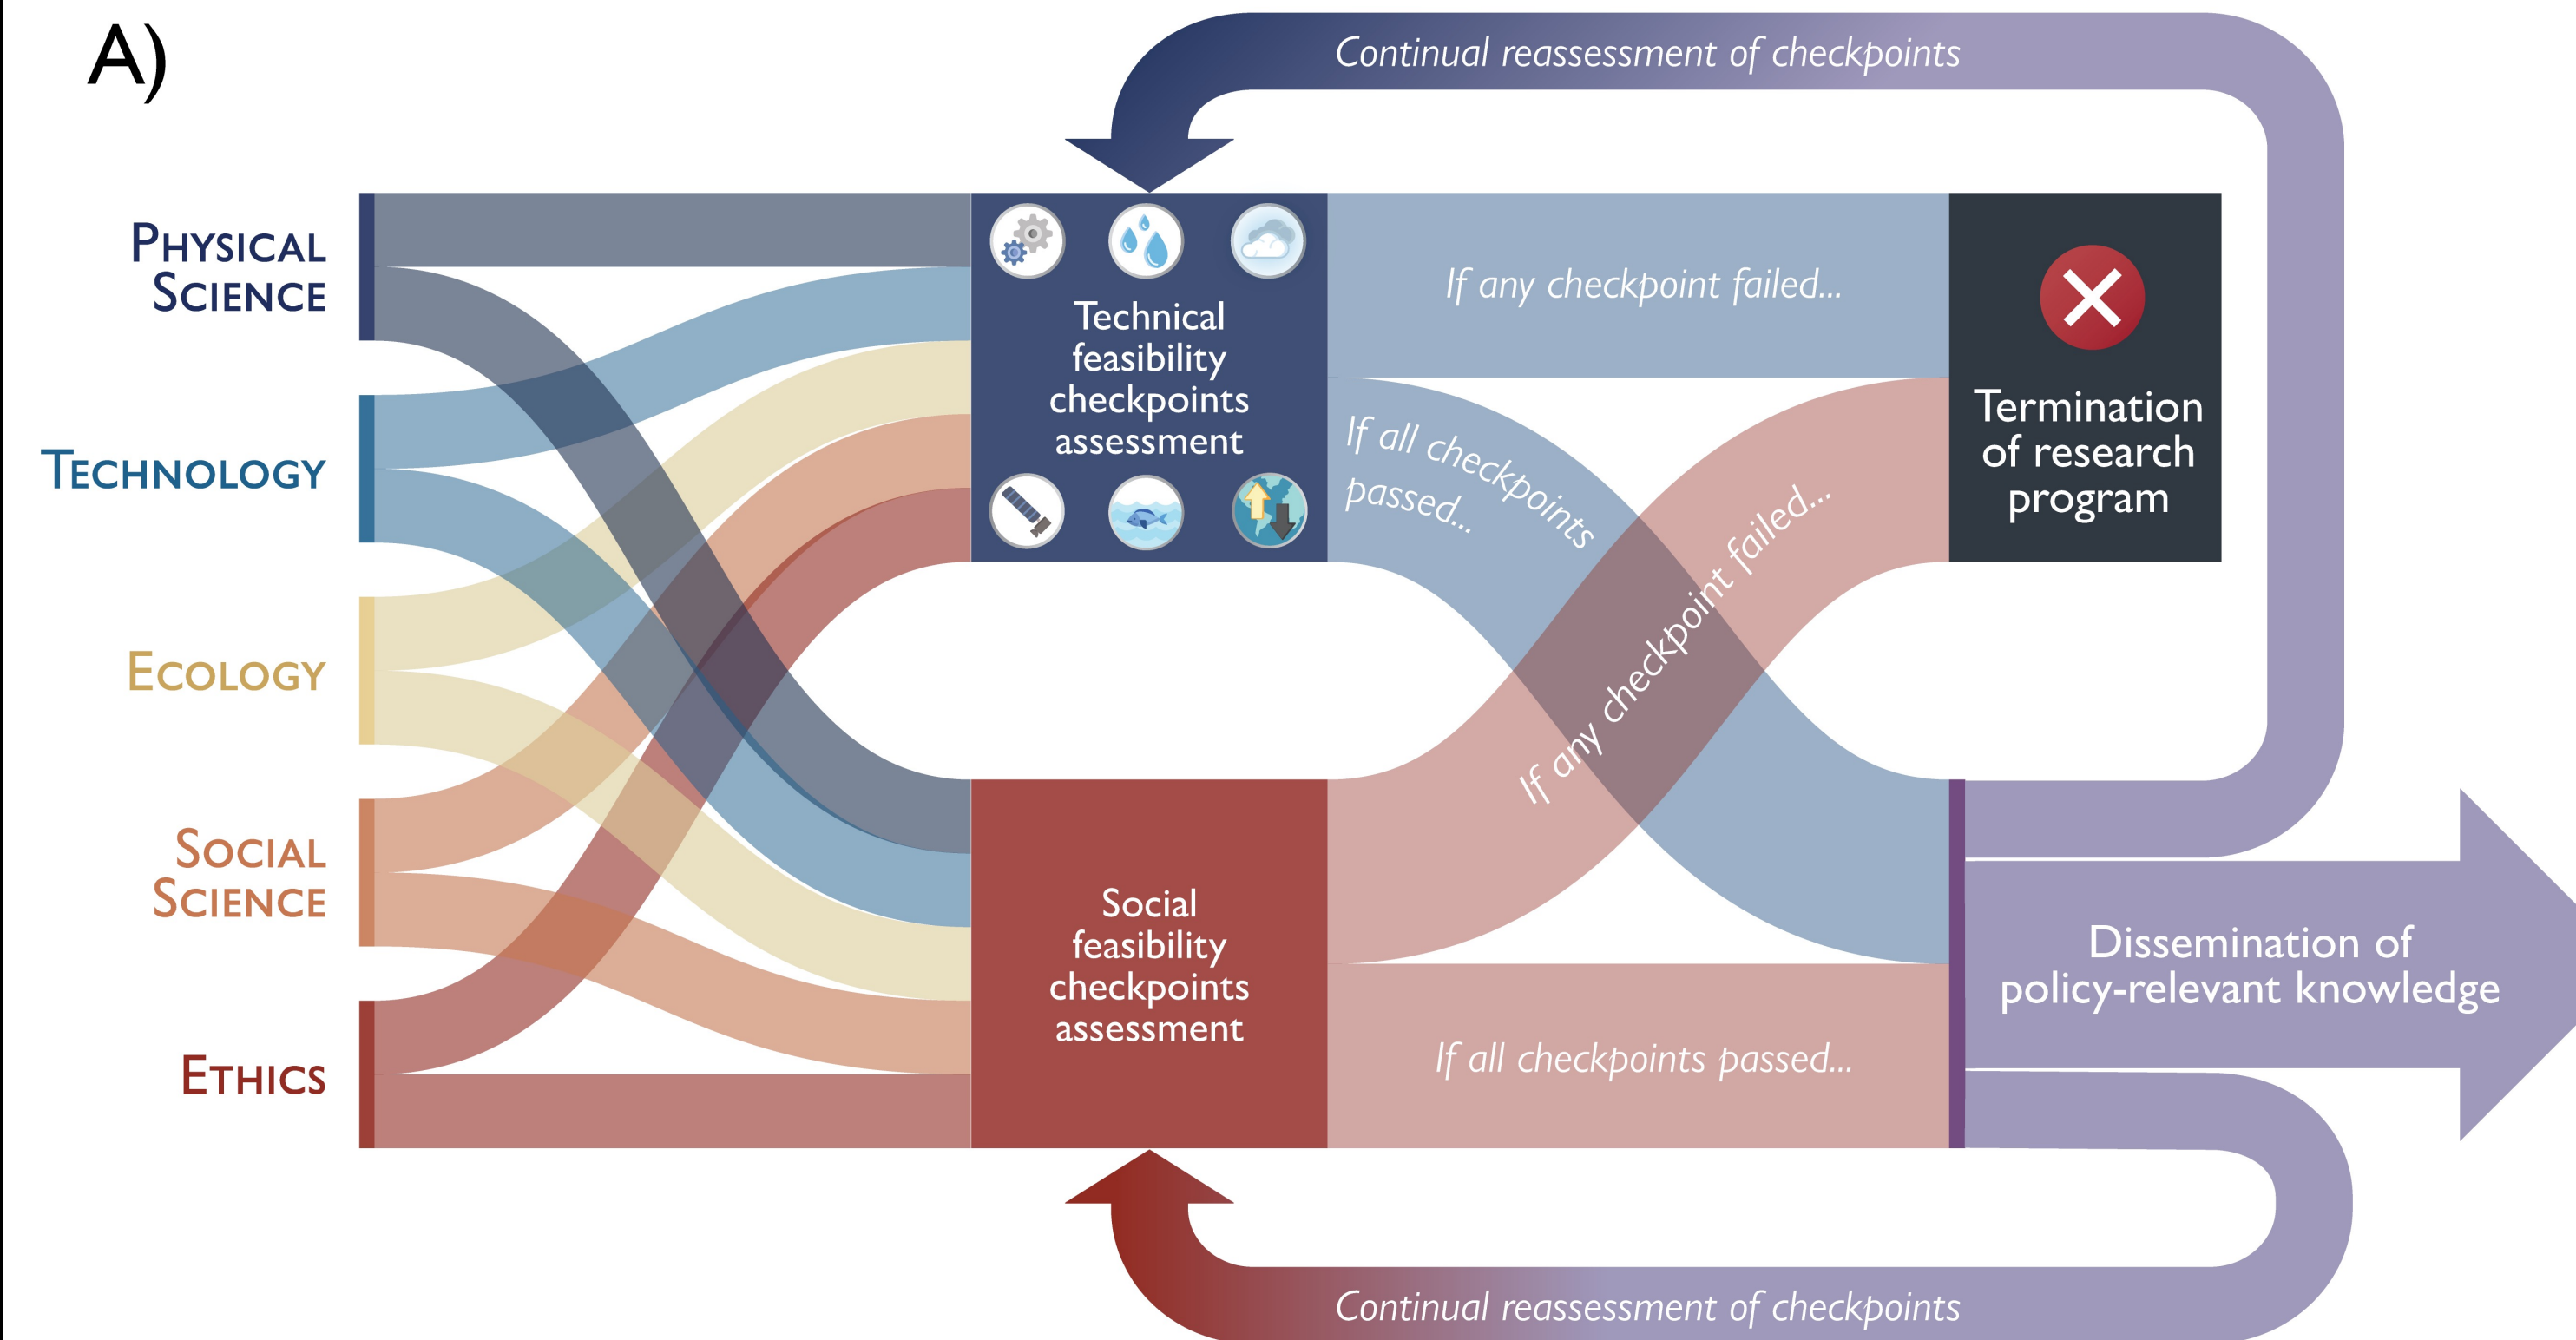 A)
Continual reassessment of checkpoints
PHYSICAL
SCIENCE
TECHNOLOGY
ECOLOGY
SOCIAL
SCIENCE
ETHICS
Technical
feasibility
checkpoints
assessment
Social
feasibility
checkpoints
assessment
If any checkpoint failed...
If all checkpoints
passed...
If any checkpoint failed...
If all checkpoints passed...
Termination
of research
program
Dissemination of
policy-relevant knowledge
Continual reassessment of checkpoints